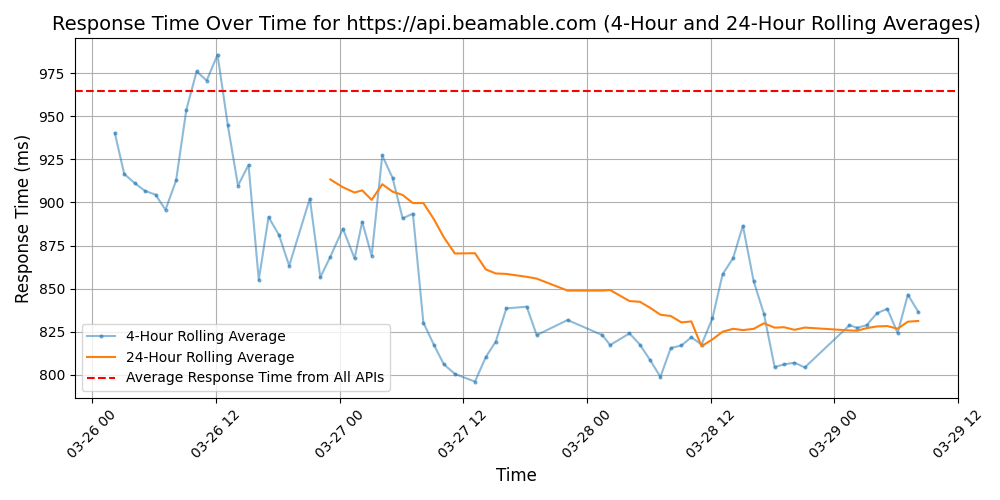 Response Time Over Time for https://api.beamable.com (4-Hour and 24-Hour Rolling Averages)
Response Time (ms)
975
950
925
900
875
850
825
800
4-Hour Rolling Average
24-Hour Rolling Average
Average Response Time from All APIs
03-26 00
03-26 12
03-27 00
03-27 12
03-28 00
03-28 12
03-29 00
03-29 12
Time